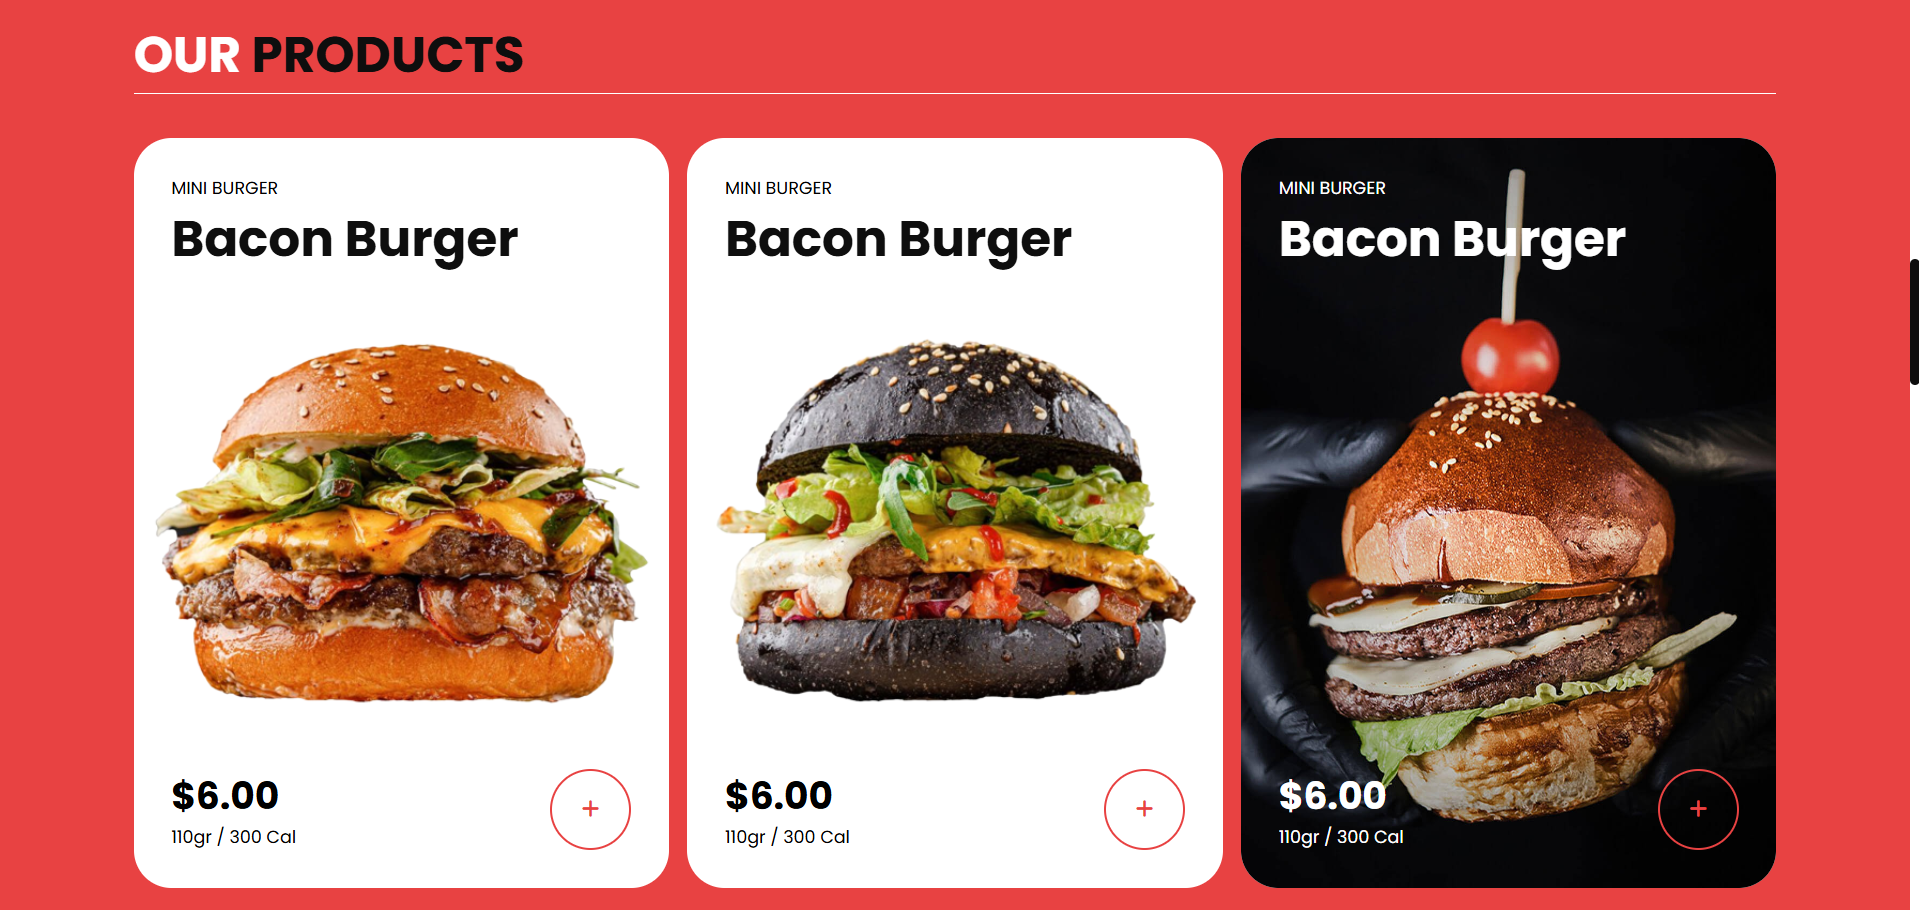 OUR PRODUCTS
MINI BURGER
Bacon Burger
$6.00
110gr / 300 Cal
+
MINI BURGER
Bacon Burger
$6.00
110gr / 300 Cal
+
MINI BURGER
Bacon Burger
$6.00
110gr / 300 Cal
+